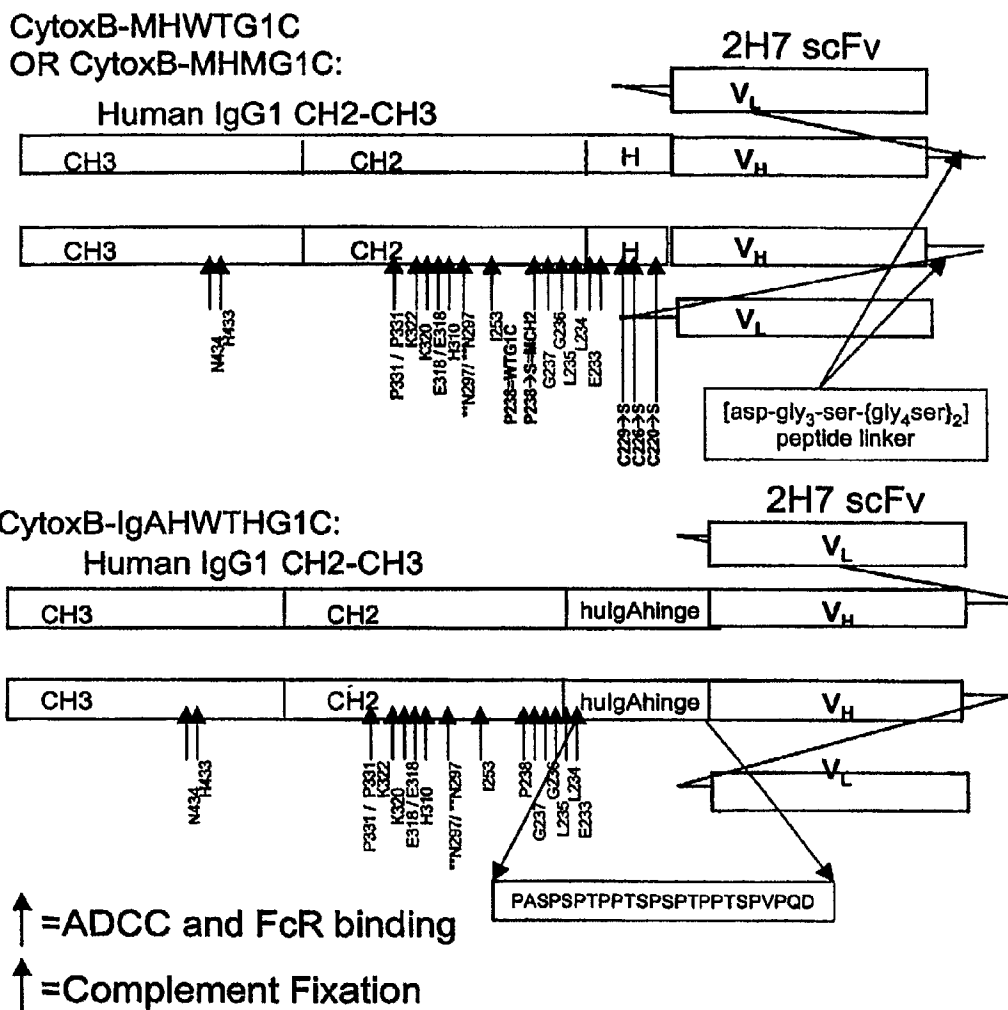 CytoxB-MHWTG1C
OR CytoxB-MHMG1C:
2H7 scFv
Human IgG1 CH2-CH3
VL
CH3 CH2 H VH
CH3 CH2 H VH
VL
N434
H433
P331 / P331
K322
K320
E318 / E318
H310
**N297/ **N297
I253
P238=WTG1C
P238→S=MCH2
G237
G236
L235
L234
E233
C229→S
C226→S
C220→S
[asp-gly3-ser-{gly4ser}2]
peptide linker
CytoxB-IgAHWTHG1C:
2H7 scFv
Human IgG1 CH2-CH3
VL
CH3 CH2 huIgAhinge VH
CH3 CH2 huIgAhinge VH
VL
N434
H433
P331 / P331
K322
K320
E318 / E318
H310
**N297/ **N297
I253
P238
G237
G236
L235
L234
E233
PASPSPTPPTSPSPTPPTSPVPQD
=ADCC and FcR binding
=Complement Fixation